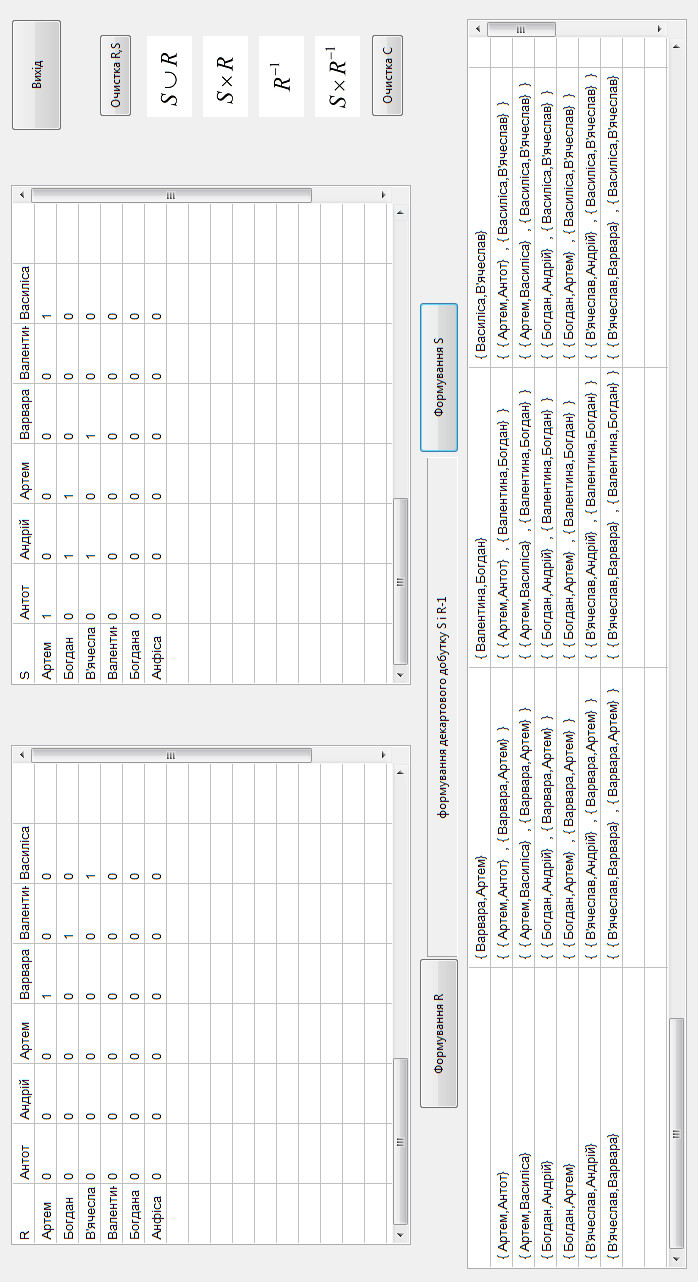 R Антот Андрій Артем Варвара Валентин Василіса
Артем 0 0 0 1 0 0
Богдан 0 0 0 0 1 0
В'ячесла 0 0 0 0 0 1
Валентин 0 0 0 0 0 0
Богдана 0 0 0 0 0 0
Анфіса 0 0 0 0 0 0
S Антот Андрій Артем Варвара Валентин Василіса
Артем 1 0 0 0 0 1
Богдан 0 1 1 0 0 0
В'ячесла 0 1 0 1 0 0
Валентин 0 0 0 0 0 0
Богдана 0 0 0 0 0 0
Анфіса 0 0 0 0 0 0
Вихід
Очистка R,S
S∪R
S×R
R⁻¹
S×R⁻¹
Очистка C
Формування R
формування декартового добутку S і R-1
Формування S
{Варвара,Артем} {Валентина,Богдан} {Василіса,В'ячеслав}
{Артем,Антот} { {Артем,Антот} , {Варвара,Артем} } { {Артем,Антот} , {Валентина,Богдан} } { {Артем,Антот} , {Василіса,В'ячеслав} }
{Артем,Василіса} { {Артем,Василіса} , {Варвара,Артем} } { {Артем,Василіса} , {Валентина,Богдан} } { {Артем,Василіса} , {Василіса,В'ячеслав} }
{Богдан,Андрій} { {Богдан,Андрій} , {Варвара,Артем} } { {Богдан,Андрій} , {Валентина,Богдан} } { {Богдан,Андрій} , {Василіса,В'ячеслав} }
{Богдан,Артем} { {Богдан,Артем} , {Варвара,Артем} } { {Богдан,Артем} , {Валентина,Богдан} } { {Богдан,Артем} , {Василіса,В'ячеслав} }
{В'ячеслав,Андрій} { {В'ячеслав,Андрій} , {Варвара,Артем} } { {В'ячеслав,Андрій} , {Валентина,Богдан} } { {В'ячеслав,Андрій} , {Василіса,В'ячеслав} }
{В'ячеслав,Варвара} { {В'ячеслав,Варвара} , {Варвара,Артем} } { {В'ячеслав,Варвара} , {Валентина,Богдан} } { {В'ячеслав,Варвара} , {Василіса,В'ячеслав}